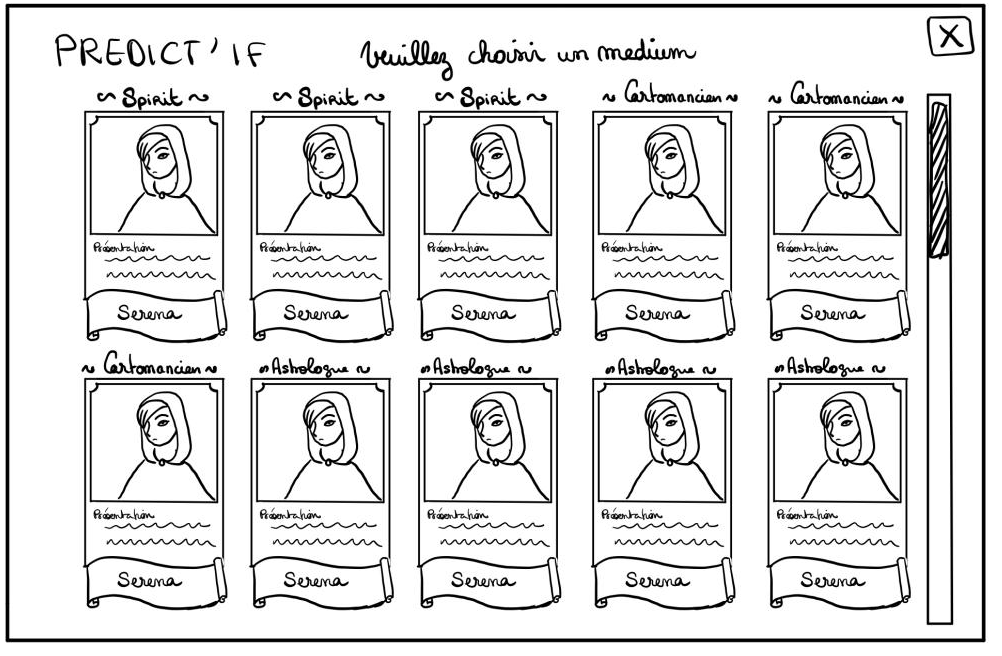 PREDICT'IF
Veuillez choisir un medium
X
~ Spirit ~
~ Spirit ~
~ Spirit ~
~ Cartomancien ~
~ Cartomancien ~
Présentation
Présentation
Présentation
Présentation
Présentation
Serena
Serena
Serena
Serena
Serena
~ Cartomancien ~
~ Astrologue ~
~ Astrologue ~
~ Astrologue ~
~ Astrologue ~
Présentation
Présentation
Présentation
Présentation
Présentation
Serena
Serena
Serena
Serena
Serena